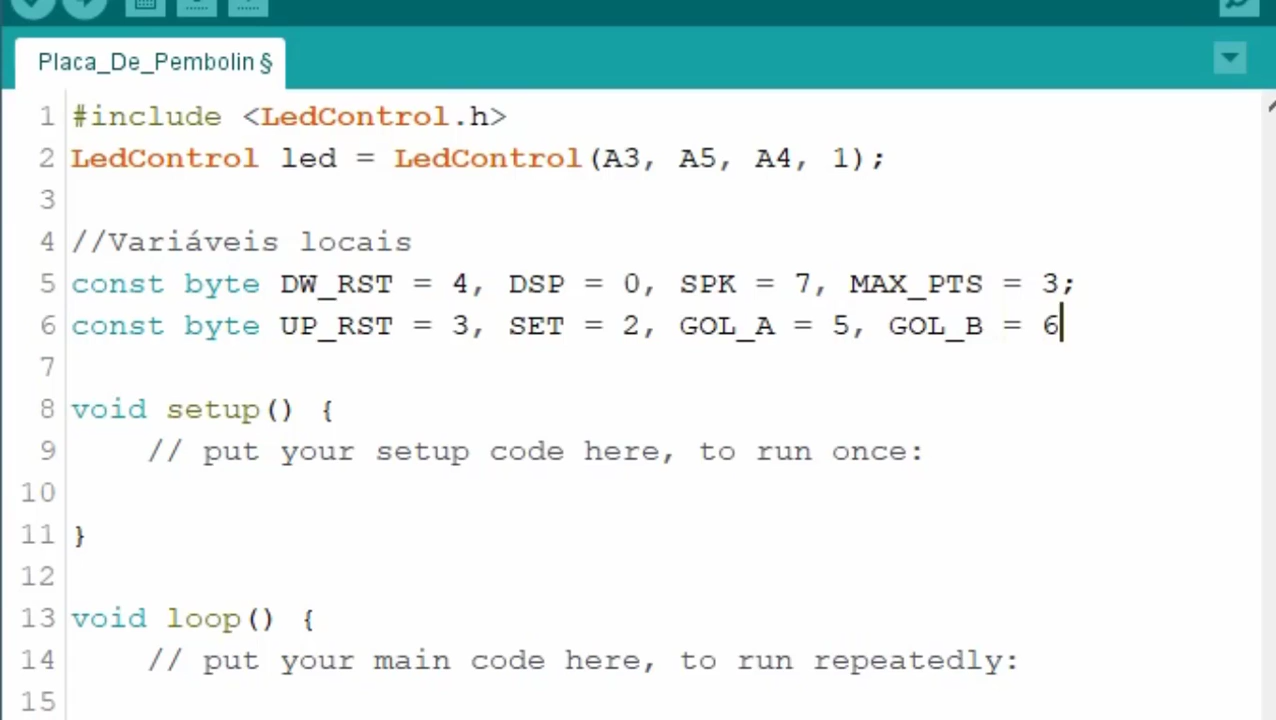 Placa_De_Pembolin §
1 #include <LedControl.h>
2 LedControl led = LedControl(A3, A5, A4, 1);
3
4 //Variáveis locais
5 const byte DW_RST = 4, DSP = 0, SPK = 7, MAX_PTS = 3;
6 const byte UP_RST = 3, SET = 2, GOL_A = 5, GOL_B = 6
7
8 void setup() {
9 // put your setup code here, to run once:
10
11 }
12
13 void loop() {
14 // put your main code here, to run repeatedly:
15